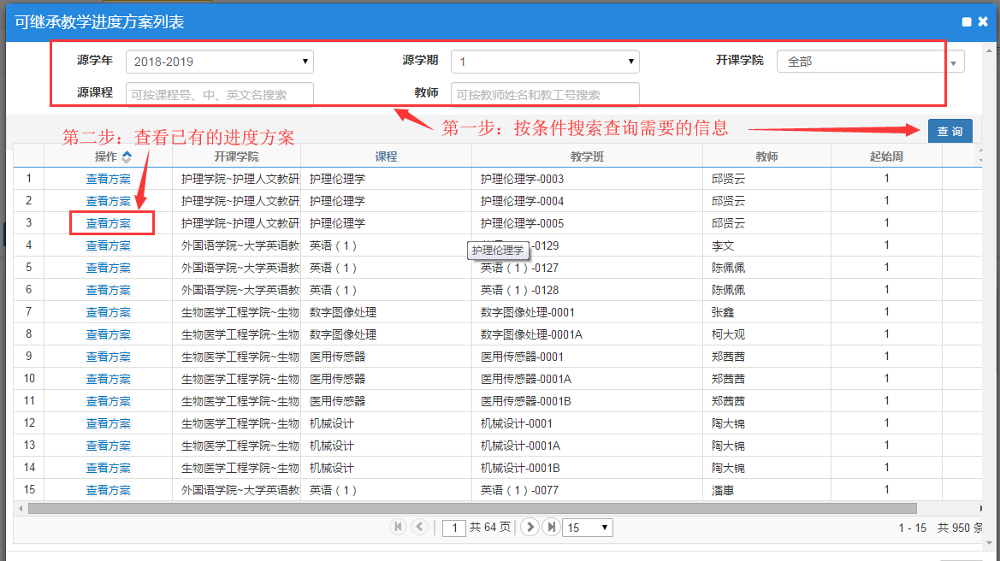 可继承教学进度方案列表
源学年 2018-2019 源学期 1 开课学院 全部
源课程 可按课程号、中、英文名搜索 教师 可按教师姓名和教工号搜索
第一步：按条件搜索查询需要的信息 查 询
第二步：查看已有的进度方案
操作 开课学院 课程 教学班 教师 起始周
1 查看方案 护理学院~护理人文教研 护理伦理学 护理伦理学-0003 邱贤云 1
2 查看方案 护理学院~护理人文教研 护理伦理学 护理伦理学-0004 邱贤云 1
3 查看方案 护理学院~护理人文教研 护理伦理学 护理伦理学-0005 邱贤云 1
4 查看方案 外国语学院~大学英语教 英语（1） -0129 李文 1
护理伦理学
5 查看方案 外国语学院~大学英语教 英语（1） 英语（1）-0127 陈佩佩 1
6 查看方案 外国语学院~大学英语教 英语（1） 英语（1）-0128 陈佩佩 1
7 查看方案 生物医学工程学院~生物 数字图像处理 数字图像处理-0001 张鑫 1
8 查看方案 生物医学工程学院~生物 数字图像处理 数字图像处理-0001A 柯大观 1
9 查看方案 生物医学工程学院~生物 医用传感器 医用传感器-0001 郑茜茜 1
10 查看方案 生物医学工程学院~生物 医用传感器 医用传感器-0001A 郑茜茜 1
11 查看方案 生物医学工程学院~生物 医用传感器 医用传感器-0001B 郑茜茜 1
12 查看方案 生物医学工程学院~生物 机械设计 机械设计-0001 陶大锦 1
13 查看方案 生物医学工程学院~生物 机械设计 机械设计-0001A 陶大锦 1
14 查看方案 生物医学工程学院~生物 机械设计 机械设计-0001B 陶大锦 1
15 查看方案 外国语学院~大学英语教 英语（1） 英语（1）-0077 潘惠 1
1 共 64 页 15 1 - 15 共 950 条